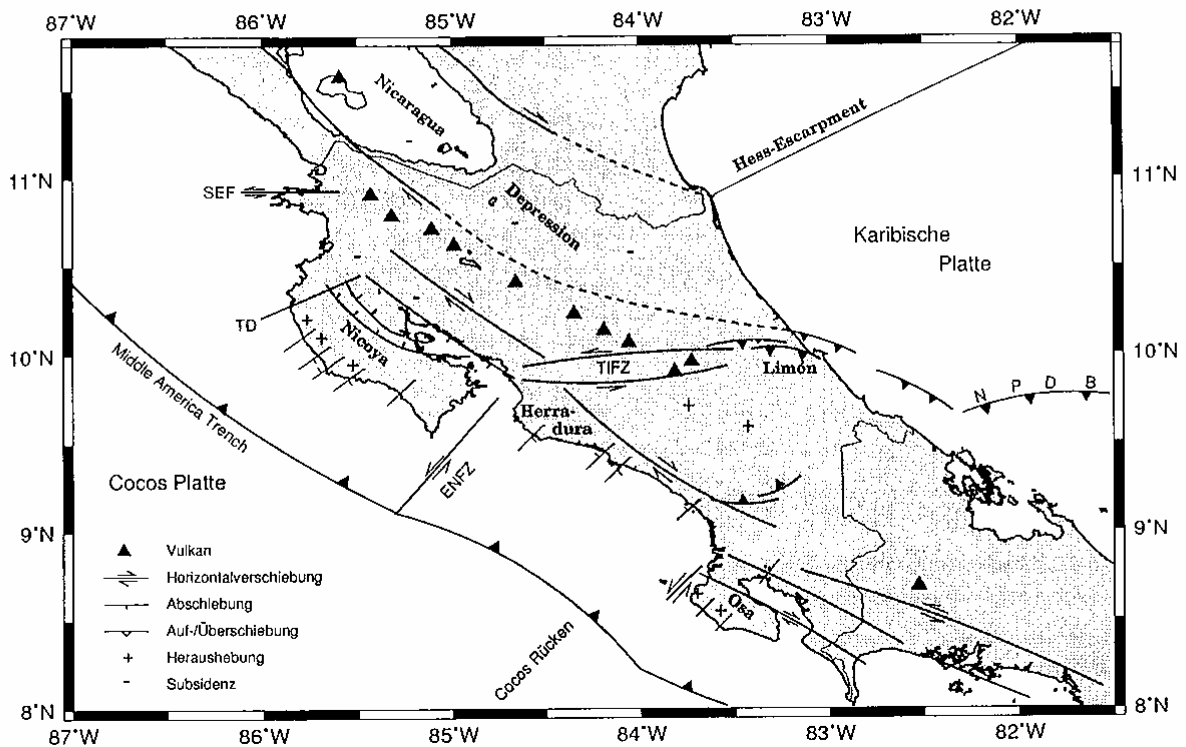 87°W 86°W 85°W 84°W 83°W 82°W
Nicaragua
Hess-Escarpment
11°N
11°N
SEF
Depression
Karibische
Platte
TD
Nicoya
10°N
10°N
TIFZ
Limón
N P D B
Middle America Trench
Herra-
dura
ENFZ
Cocos Platte
9°N
9°N
Vulkan
Horizontalverschiebung
Abschiebung
Auf-/Überschiebung
Heraushebung
Subsidenz
Osa
Cocos Rücken
8°N
8°N
87°W 86°W 85°W 84°W 83°W 82°W